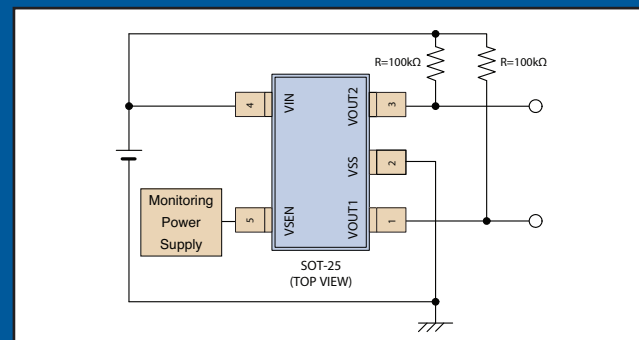 R=100kΩ
R=100kΩ
4
VIN
VOUT2
3
VSS
2
Monitoring
Power
Supply
5
VSEN
VOUT1
1
SOT-25
(TOP VIEW)